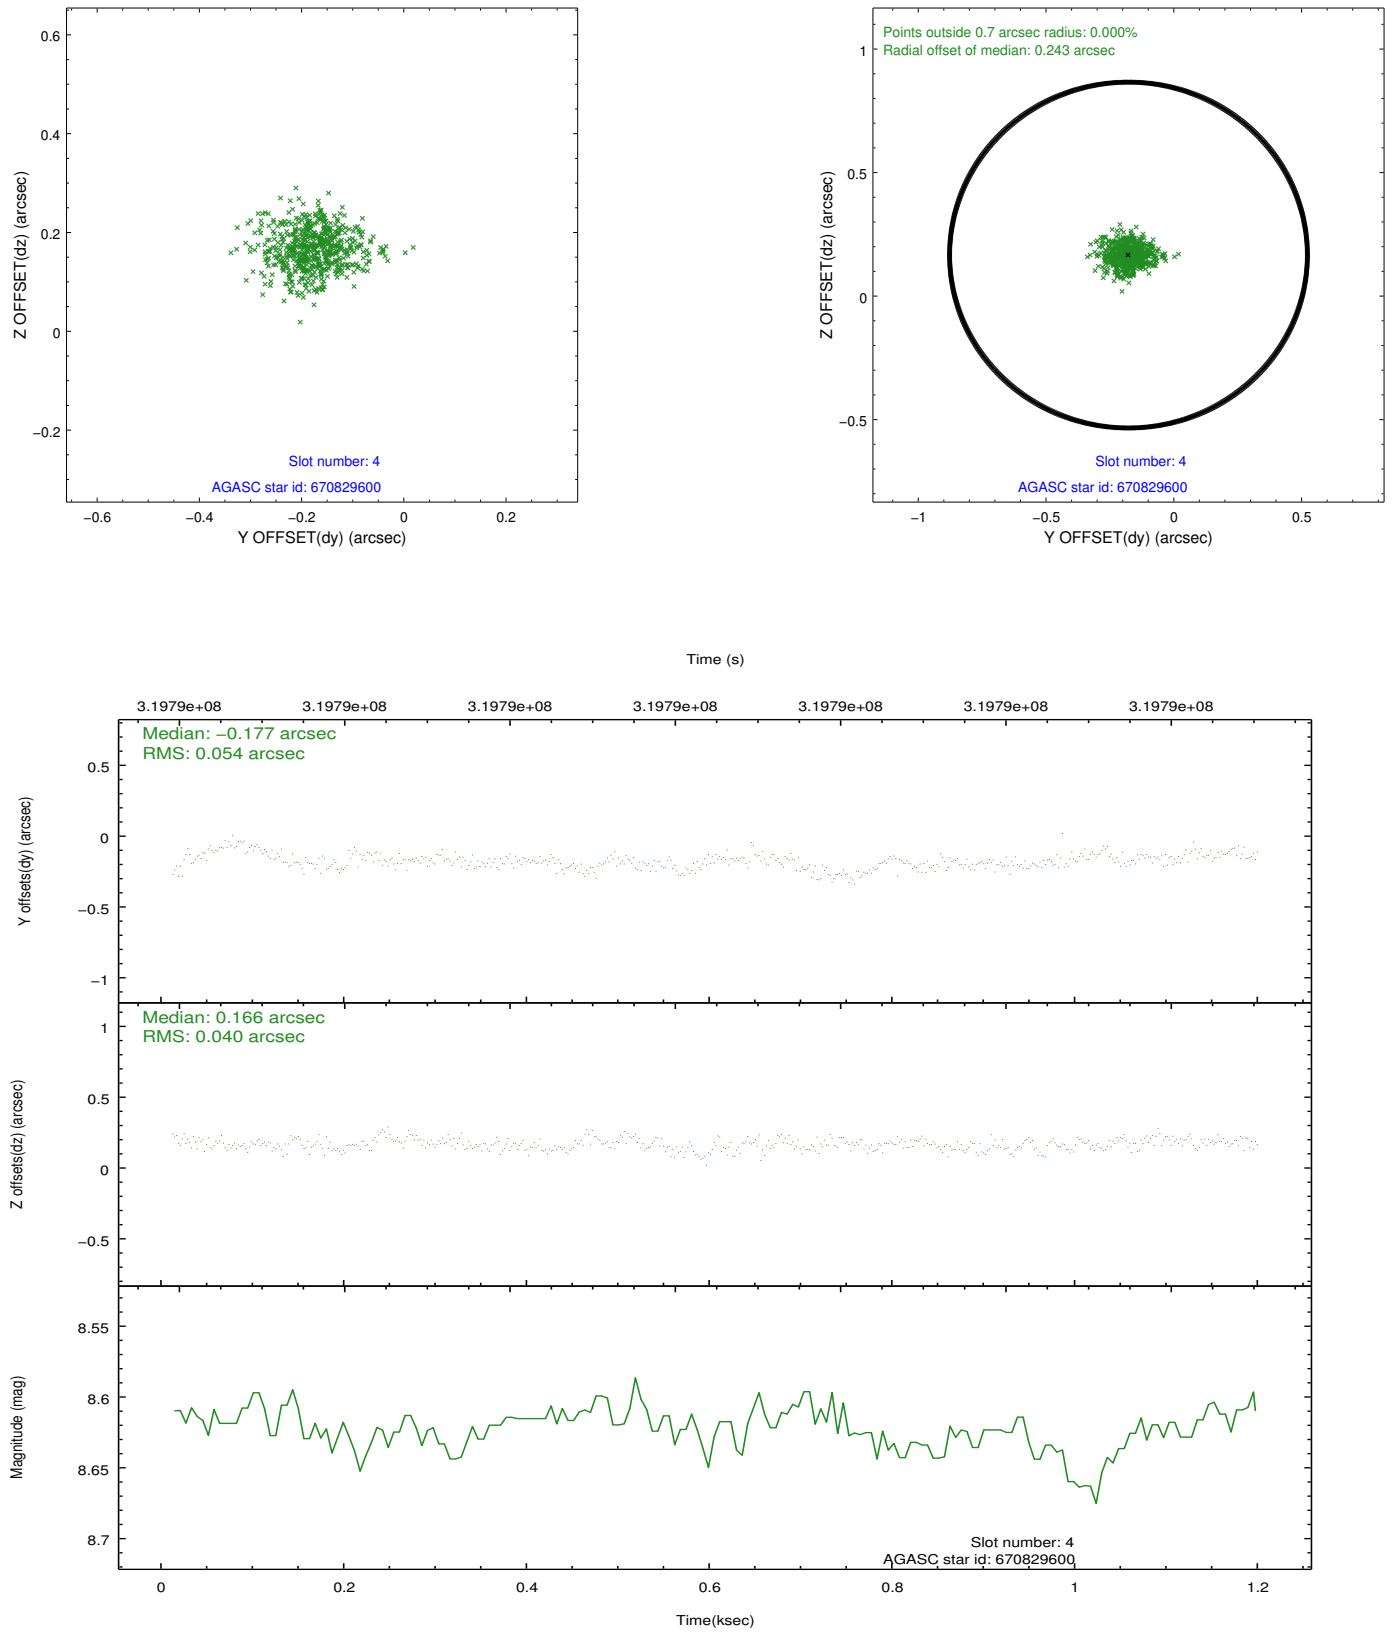 0.6
0.4
0.2
0
−0.2
Z OFFSET(dz) (arcsec)
Slot number: 4
AGASC star id: 670829600
−0.6
−0.4
−0.2
0
0.2
Y OFFSET(dy) (arcsec)
Points outside 0.7 arcsec radius: 0.000%
Radial offset of median: 0.243 arcsec
1
0.5
0
−0.5
Z OFFSET(dz) (arcsec)
Slot number: 4
AGASC star id: 670829600
−1
−0.5
0
0.5
Y OFFSET(dy) (arcsec)
Time (s)
3.1979e+08 3.1979e+08 3.1979e+08 3.1979e+08 3.1979e+08 3.1979e+08 3.1979e+08
Median: −0.177 arcsec
RMS: 0.054 arcsec
0.5
0
−0.5
−1
Y offsets(dy) (arcsec)
Median: 0.166 arcsec
RMS: 0.040 arcsec
1
0.5
0
−0.5
Z offsets(dz) (arcsec)
8.55
8.6
8.65
8.7
Magnitude (mag)
Slot number: 4
AGASC star id: 670829600
0 0.2 0.4 0.6 0.8 1 1.2
Time(ksec)